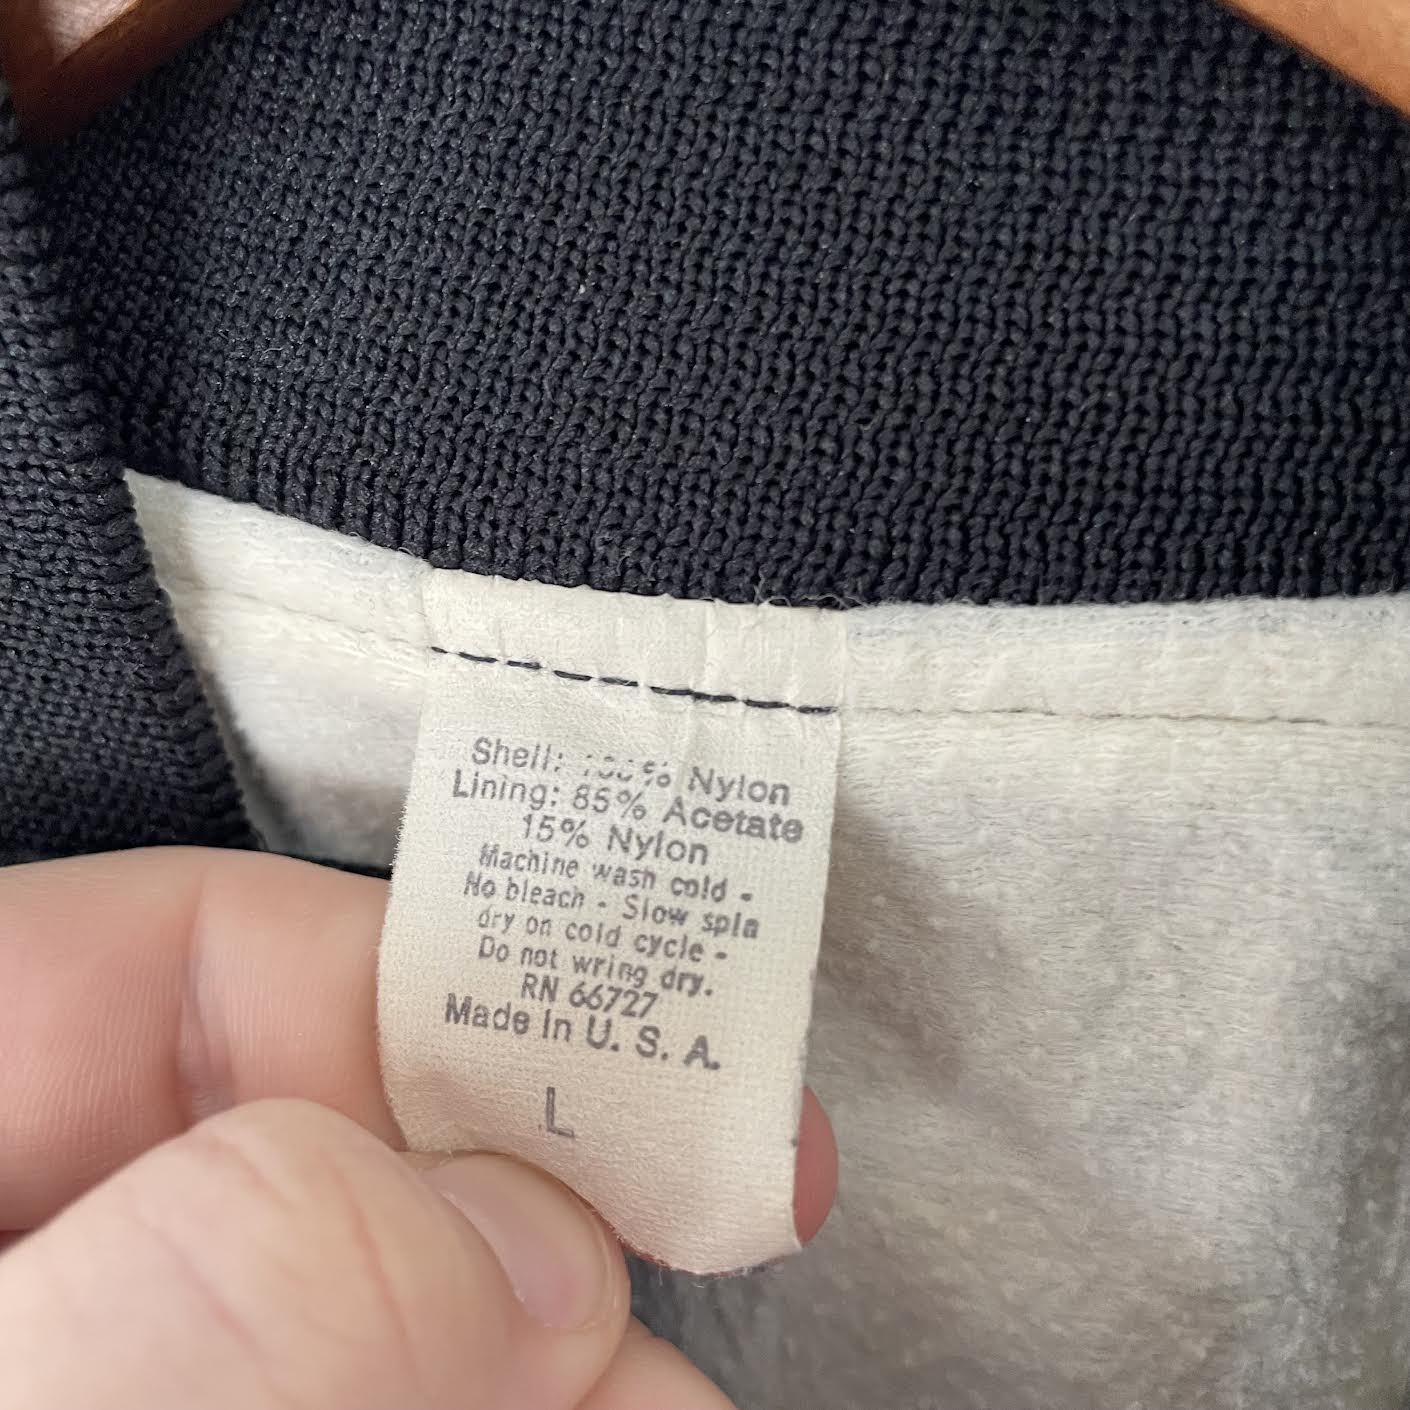 Shell: 100% Nylon
Lining: 85% Acetate
15% Nylon
Machine wash cold -
No bleach - Slow spin
dry on cold cycle -
Do not wring dry.
RN 66727
Made In U. S. A.
L